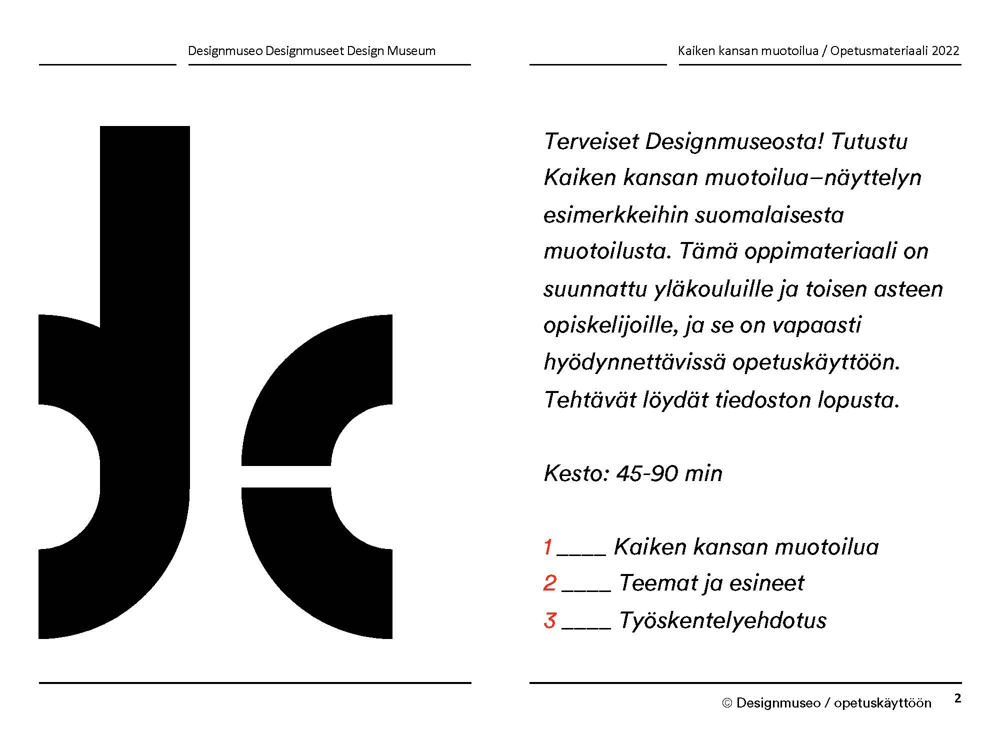 Designmuseo Designmuseet Design Museum
Kaiken kansan muotoilua / Opetusmateriaali 2022
Terveiset Designmuseosta! Tutustu
Kaiken kansan muotoilua–näyttelyn
esimerkkeihin suomalaisesta
muotoilusta. Tämä oppimateriaali on
suunnattu yläkouluille ja toisen asteen
opiskelijoille, ja se on vapaasti
hyödynnettävissä opetuskäyttöön.
Tehtävät löydät tiedoston lopusta.
Kesto: 45-90 min
1 ____ Kaiken kansan muotoilua
2 ____ Teemat ja esineet
3 ____ Työskentelyehdotus
© Designmuseo / opetuskäyttöön 2